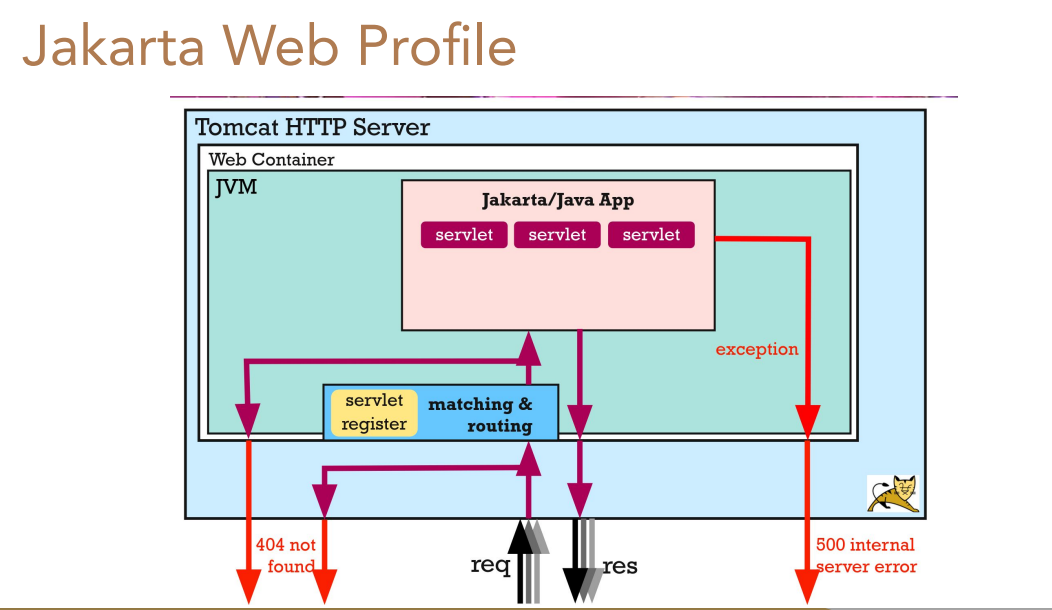 Jakarta Web Profile
Tomcat HTTP Server
Web Container
JVM
Jakarta/Java App
servlet servlet servlet
exception
servlet
register
matching &
routing
404 not
found
req
res
500 internal
server error